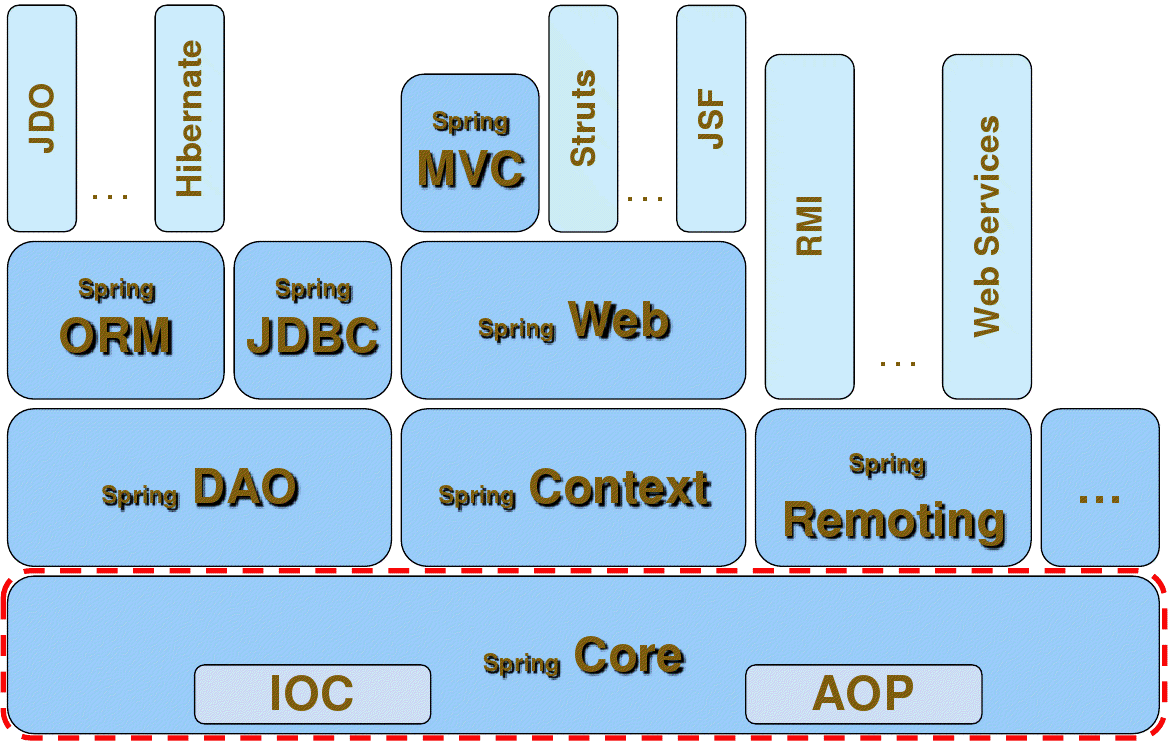 JDO
...
Hibernate
Spring
MVC
Struts
...
JSF
RMI
...
Web Services
Spring
ORM
Spring
JDBC
Spring Web
Spring DAO
Spring Context
Spring
Remoting
...
Spring Core
IOC
AOP